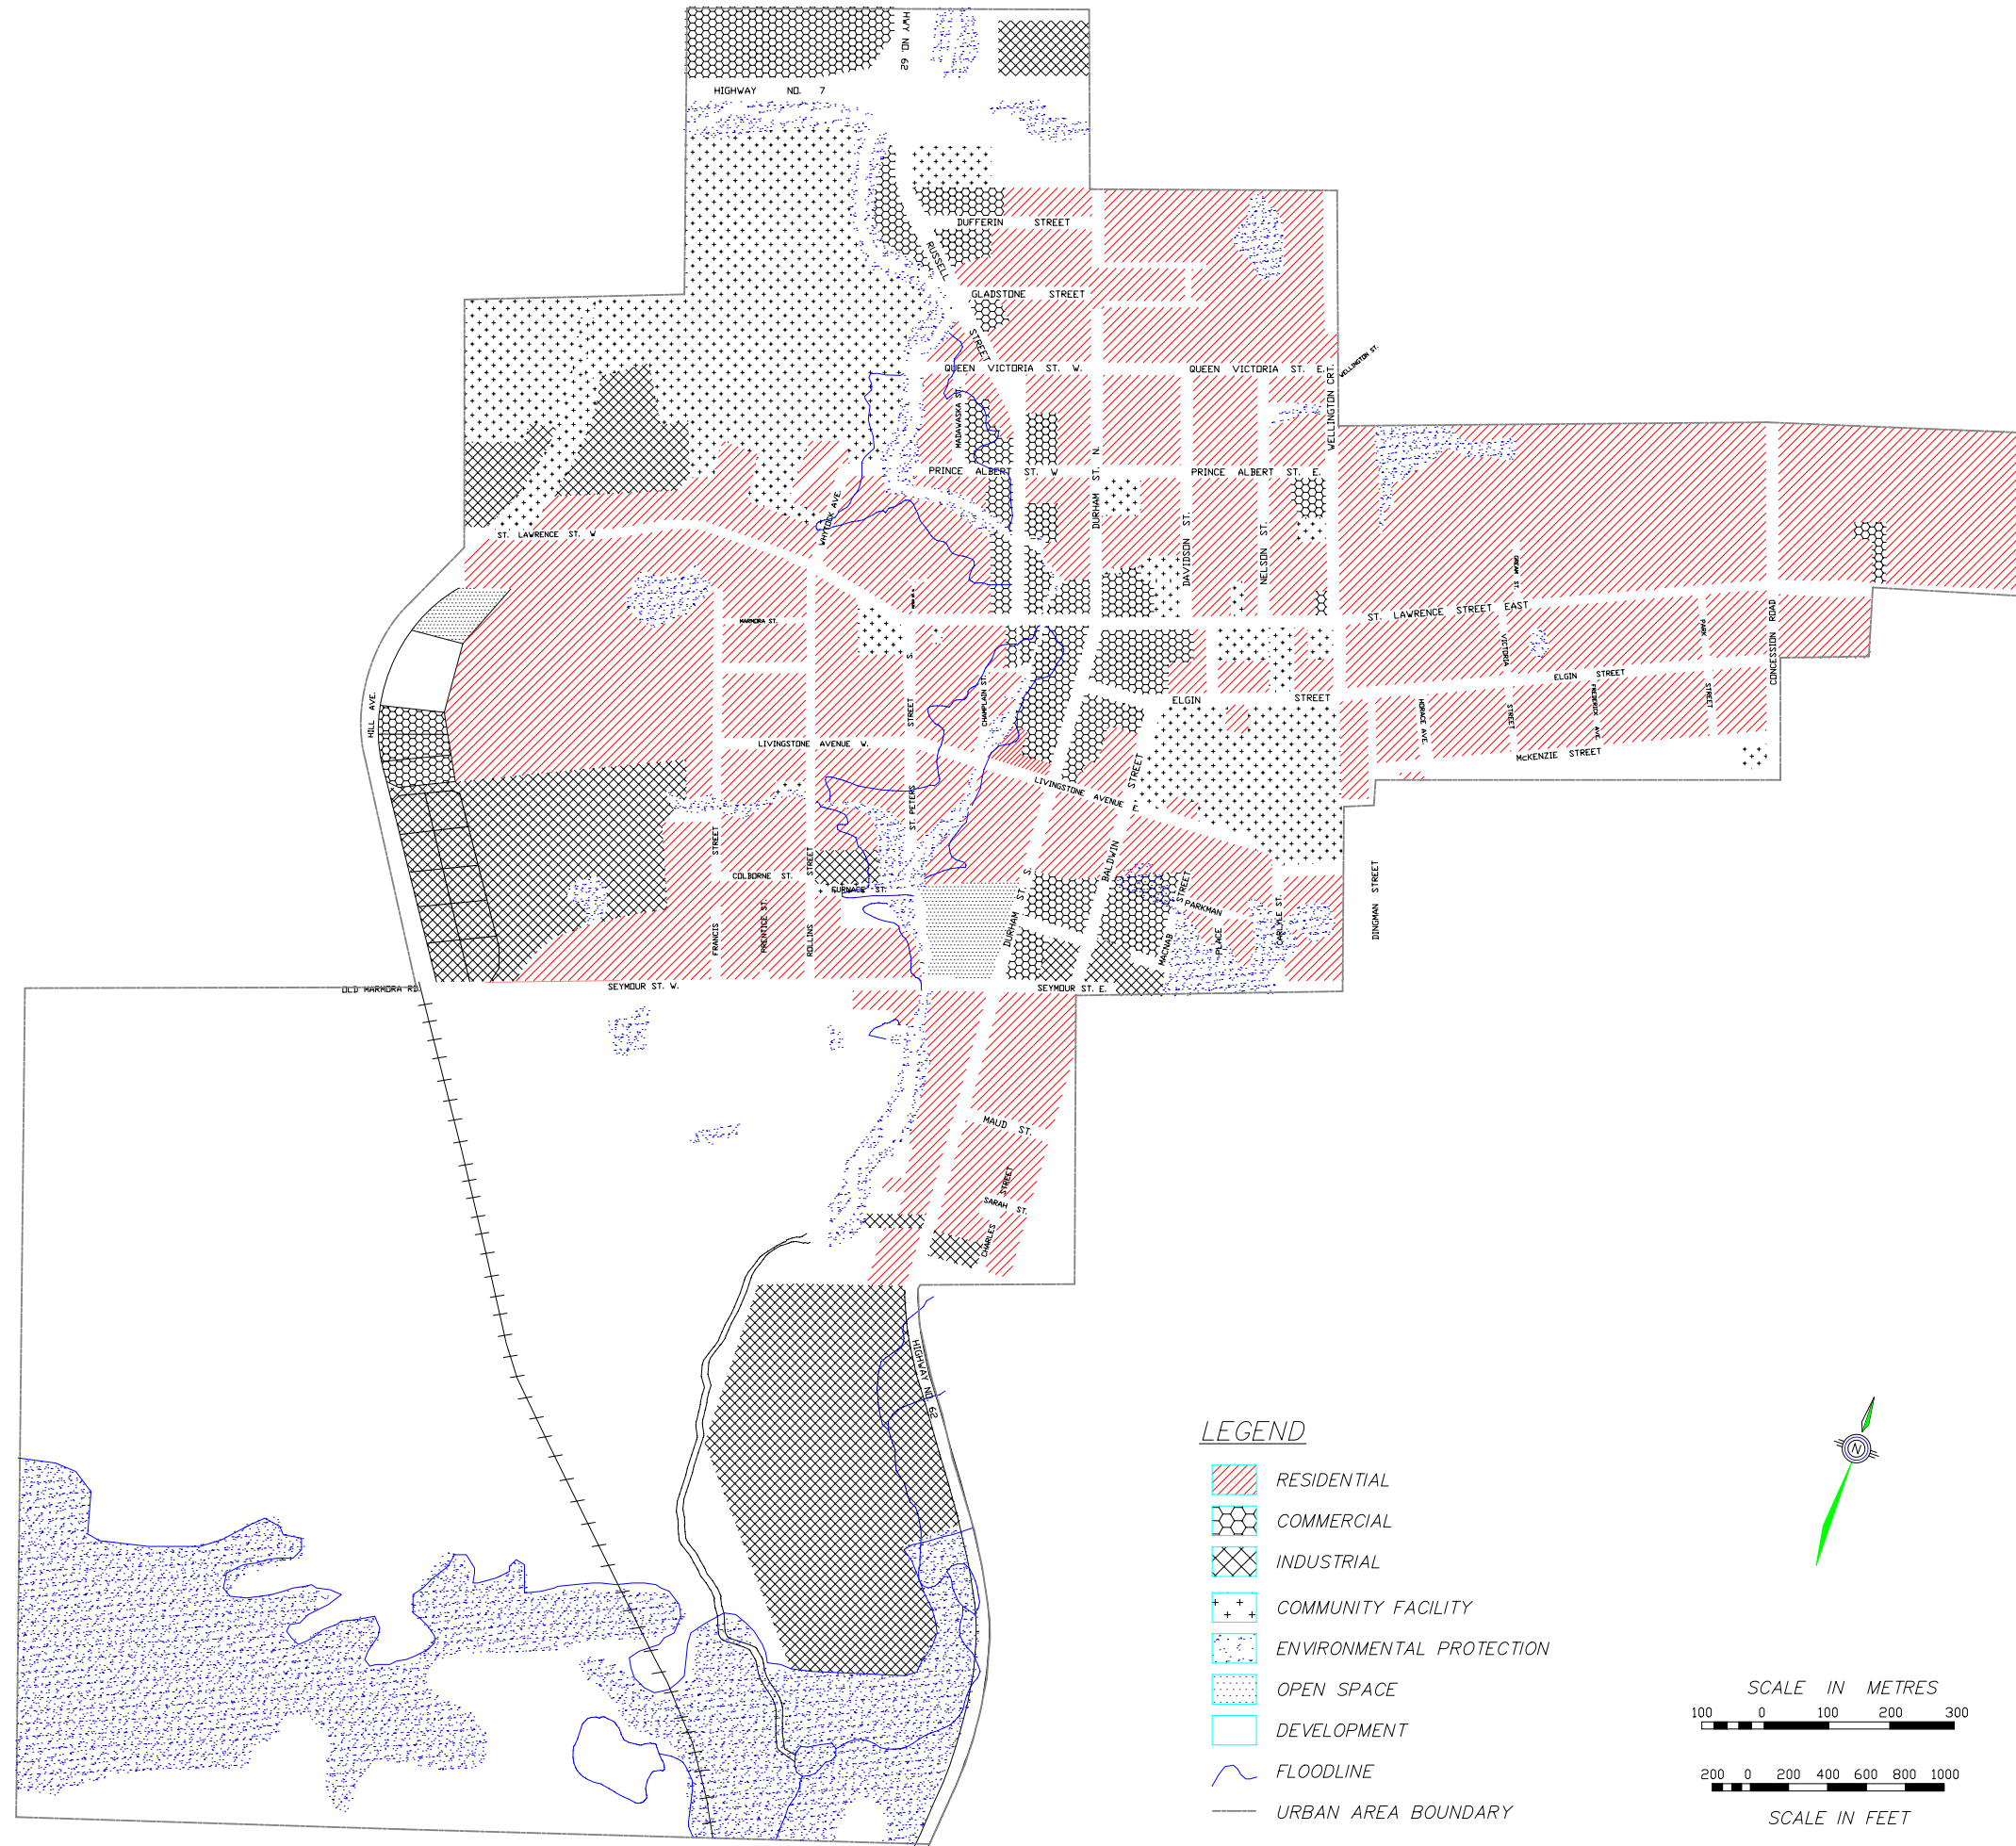 HWY NO. 62
HIGHWAY NO. 7
DUFFERIN STREET
RUSSELL
STREET
GLADSTONE STREET
QUEEN VICTORIA ST. W.
QUEEN VICTORIA ST. E.
WELLINGTON ST.
WELLINGTON CRT.
MADAVASKA ST.
PRINCE ALBERT ST. W
PRINCE ALBERT ST. E.
DURHAM ST. N.
WHYTOCK AVE.
ST. LAWRENCE ST. W
DAVIDSON ST.
NELSON ST.
ST. LAWRENCE STREET EAST
MARMORA ST.
PARK
STREET
CONCESSION ROAD
VICTORIA
STREET
ELGIN STREET
ELGIN STREET
HORACE AVE.
FREDERICK AVE.
McKENZIE STREET
HILL AVE.
CHAMPLAIN ST.
ST. PETERS STREET S.
LIVINGSTONE AVENUE W.
LIVINGSTONE AVENUE E.
BALDWIN STREET
FRANCIS STREET
ROLLINS STREET
COLBORNE ST.
FURNACE ST.
PRENTICE ST.
DURHAM ST. S.
MACNAB STREET
PARKMAN
PLACE
CARLYLE ST.
DINGMAN STREET
OLD MARMORA RD.
SEYMOUR ST. W.
SEYMOUR ST. E.
MAUD ST.
SARAH ST.
CHARLES STREET
HIGHWAY NO. 62
LEGEND
RESIDENTIAL
COMMERCIAL
INDUSTRIAL
COMMUNITY FACILITY
ENVIRONMENTAL PROTECTION
OPEN SPACE
DEVELOPMENT
FLOODLINE
URBAN AREA BOUNDARY
N
SCALE IN METRES
100 0 100 200 300
200 0 200 400 600 800 1000
SCALE IN FEET